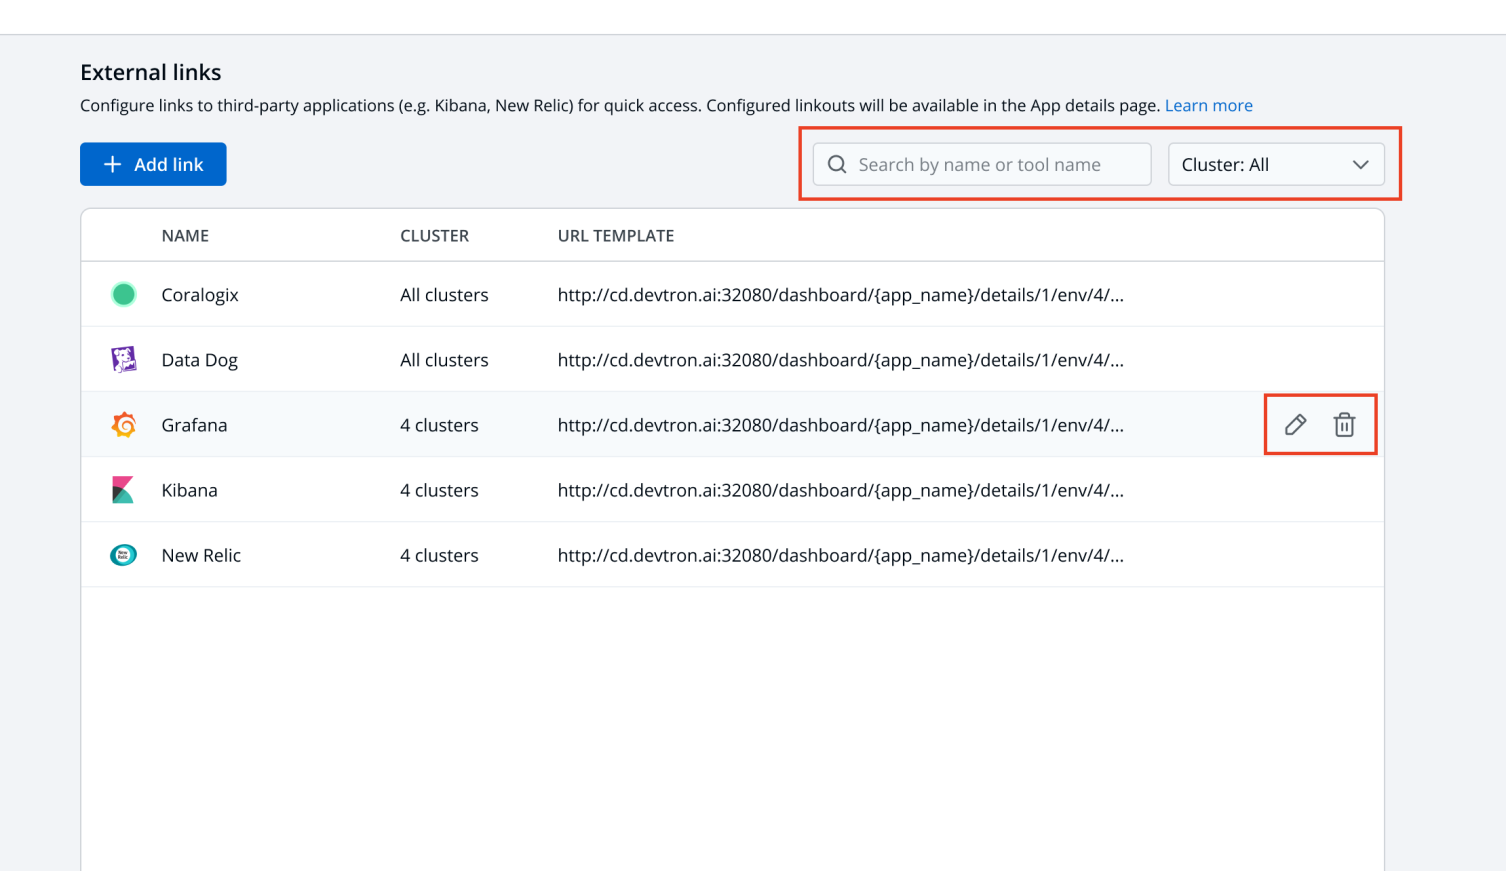 External links
Configure links to third-party applications (e.g. Kibana, New Relic) for quick access. Configured linkouts will be available in the App details page. Learn more
Add link
Search by name or tool name
Cluster: All
NAME CLUSTER URL TEMPLATE
Coralogix All clusters http://cd.devtron.ai:32080/dashboard/{app_name}/details/1/env/4/...
Data Dog All clusters http://cd.devtron.ai:32080/dashboard/{app_name}/details/1/env/4/...
Grafana 4 clusters http://cd.devtron.ai:32080/dashboard/{app_name}/details/1/env/4/...
Kibana 4 clusters http://cd.devtron.ai:32080/dashboard/{app_name}/details/1/env/4/...
New Relic New Relic 4 clusters http://cd.devtron.ai:32080/dashboard/{app_name}/details/1/env/4/...